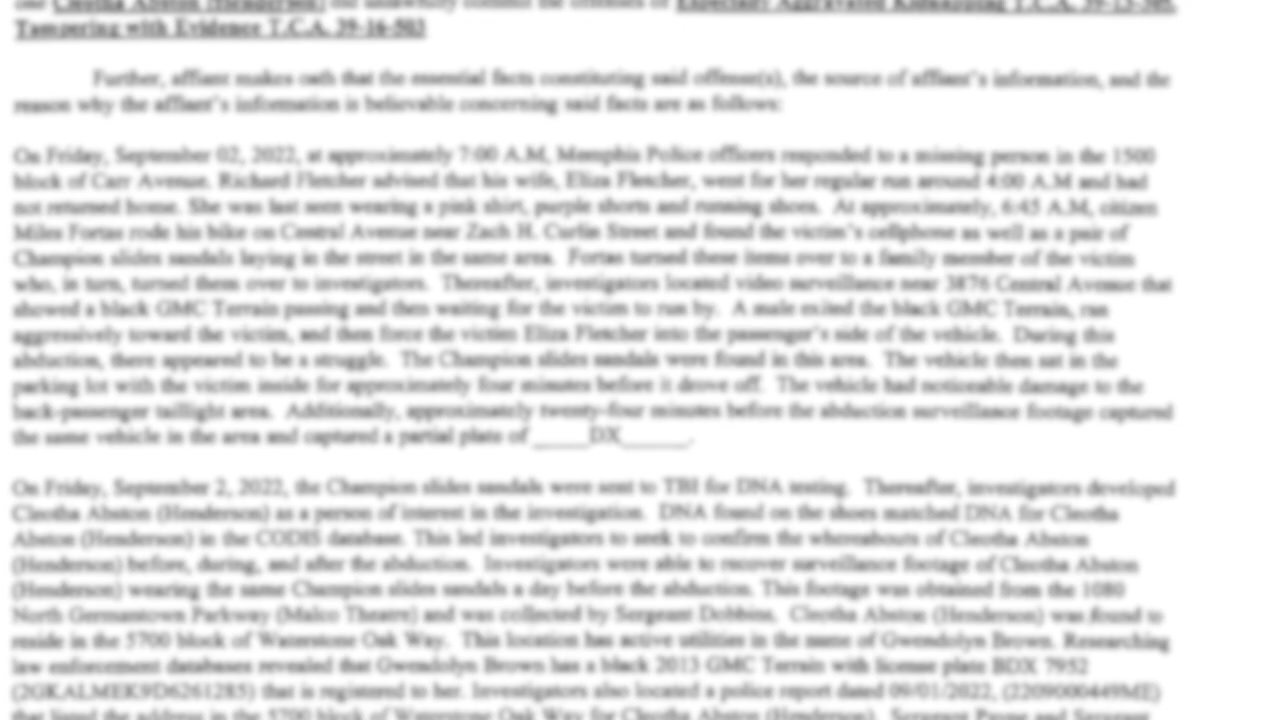 one Cleotha Abston (Henderson) did unlawfully commit the offenses of Especially Aggravated Kidnapping T.C.A. 39-13-305,
Tampering with Evidence T.C.A. 39-16-503
Further, affiant makes oath that the essential facts constituting said offense(s), the source of affiant's information, and the
reason why the affiant's information is believable concerning said facts are as follows:
On Friday, September 02, 2022, at approximately 7:00 A.M, Memphis Police officers responded to a missing person in the 1500
block of Carr Avenue. Richard Fletcher advised that his wife, Eliza Fletcher, went for her regular run around 4:00 A.M and had
not returned home. She was last seen wearing a pink shirt, purple shorts and running shoes. At approximately, 6:45 A.M, citizen
Miles Fortas rode his bike on Central Avenue near Zach H. Curlin Street and found the victim's cellphone as well as a pair of
Champion slides sandals laying in the street in the same area. Fortas turned these items over to a family member of the victim
who, in turn, turned them over to investigators. Thereafter, investigators located video surveillance near 3876 Central Avenue that
showed a black GMC Terrain passing and then waiting for the victim to run by. A male exited the black GMC Terrain, ran
aggressively toward the victim, and then force the victim Eliza Fletcher into the passenger's side of the vehicle. During this
abduction, there appeared to be a struggle. The Champion slides sandals were found in this area. The vehicle then sat in the
parking lot with the victim inside for approximately four minutes before it drove off. The vehicle had noticeable damage to the
back-passenger taillight area. Additionally, approximately twenty-four minutes before the abduction surveillance footage captured
the same vehicle in the area and captured a partial plate of _____DX______.
On Friday, September 2, 2022, the Champion slides sandals were sent to TBI for DNA testing. Thereafter, investigators developed
Cleotha Abston (Henderson) as a person of interest in the investigation. DNA found on the shoes matched DNA for Cleotha
Abston (Henderson) in the CODIS database. This led investigators to seek to confirm the whereabouts of Cleotha Abston
(Henderson) before, during, and after the abduction. Investigators were able to recover surveillance footage of Cleotha Abston
(Henderson) wearing the same Champion slides sandals a day before the abduction. This footage was obtained from the 1080
North Germantown Parkway (Malco Theatre) and was collected by Sergeant Dobbins. Cleotha Abston (Henderson) was found to
reside in the 5700 block of Waterstone Oak Way. This location has active utilities in the name of Gwendolyn Brown. Researching
law enforcement databases revealed that Gwendolyn Brown has a black 2013 GMC Terrain with license plate BDX 7952
(2GKALMEK9D6261285) that is registered to her. Investigators also located a police report dated 09/01/2022, (2209000449ME)
that listed the address in the 5700 block of Waterstone Oak Way for Cleotha Abston (Henderson). Sergeant Payne and Sergeant